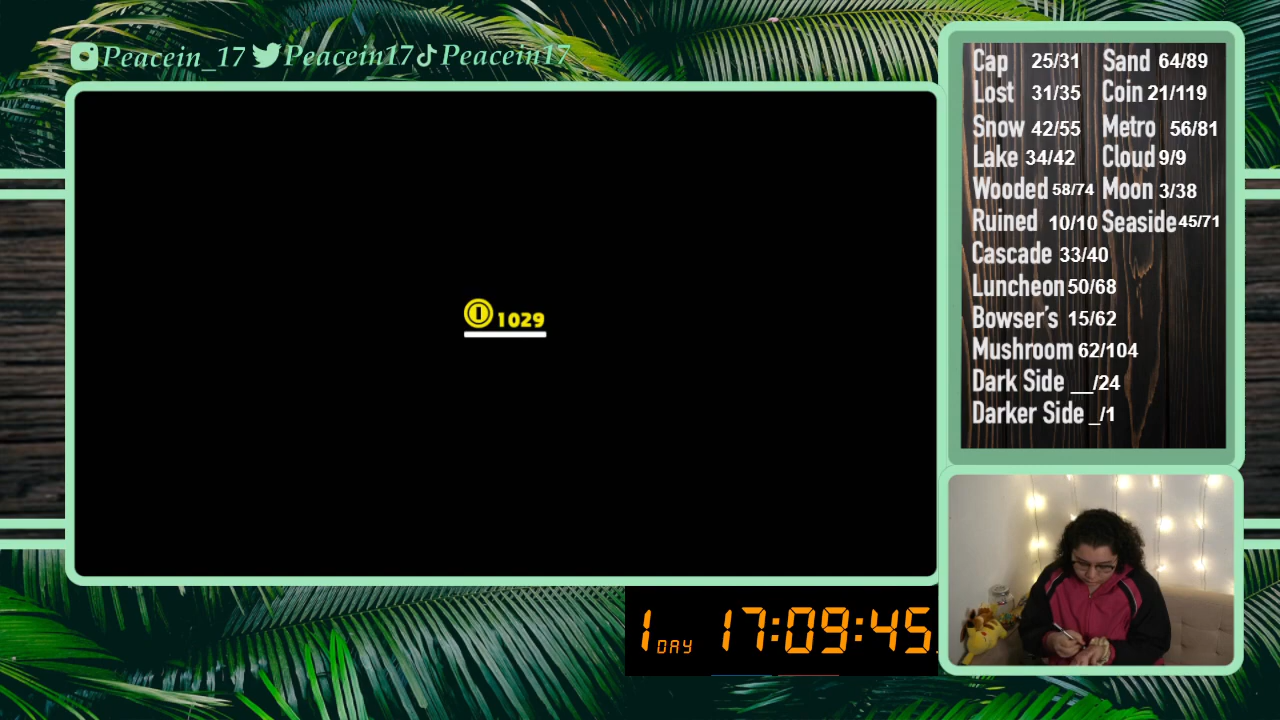 Peacein_17 Peacein17 Peacein17
1029
Cap 25/31 Sand 64/89
Lost 31/35 Coin 21/119
Snow 42/55 Metro 56/81
Lake 34/42 Cloud 9/9
Wooded 58/74 Moon 3/38
Ruined 10/10 Seaside 45/71
Cascade 33/40
Luncheon 50/68
Bowser's 15/62
Mushroom 62/104
Dark Side __/24
Darker Side _/1
1 DAY 17:09:45